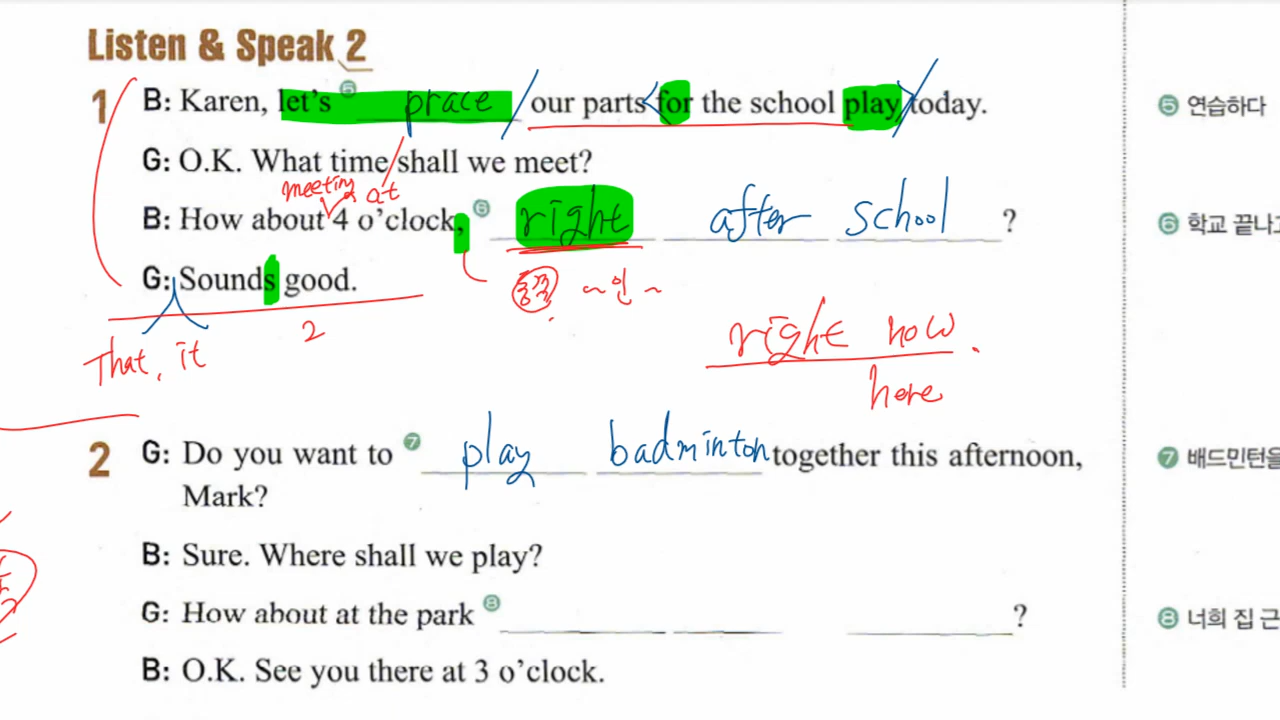 Listen & Speak 2
1 B: Karen, let's ⑤ prace our parts for the school play today. ⑤ 연습하다
G: O.K. What time shall we meet?
meeting at
B: How about 4 o'clock, ⑥ right after school ? ⑥ 학교 끝나고
~인~
G: Sounds good.
2
That, it
right now.
here
2 G: Do you want to ⑦ play badminton together this afternoon, ⑦ 배드민턴을
Mark?
B: Sure. Where shall we play?
G: How about at the park ⑧ ? ⑧ 너희 집 근
B: O.K. See you there at 3 o'clock.